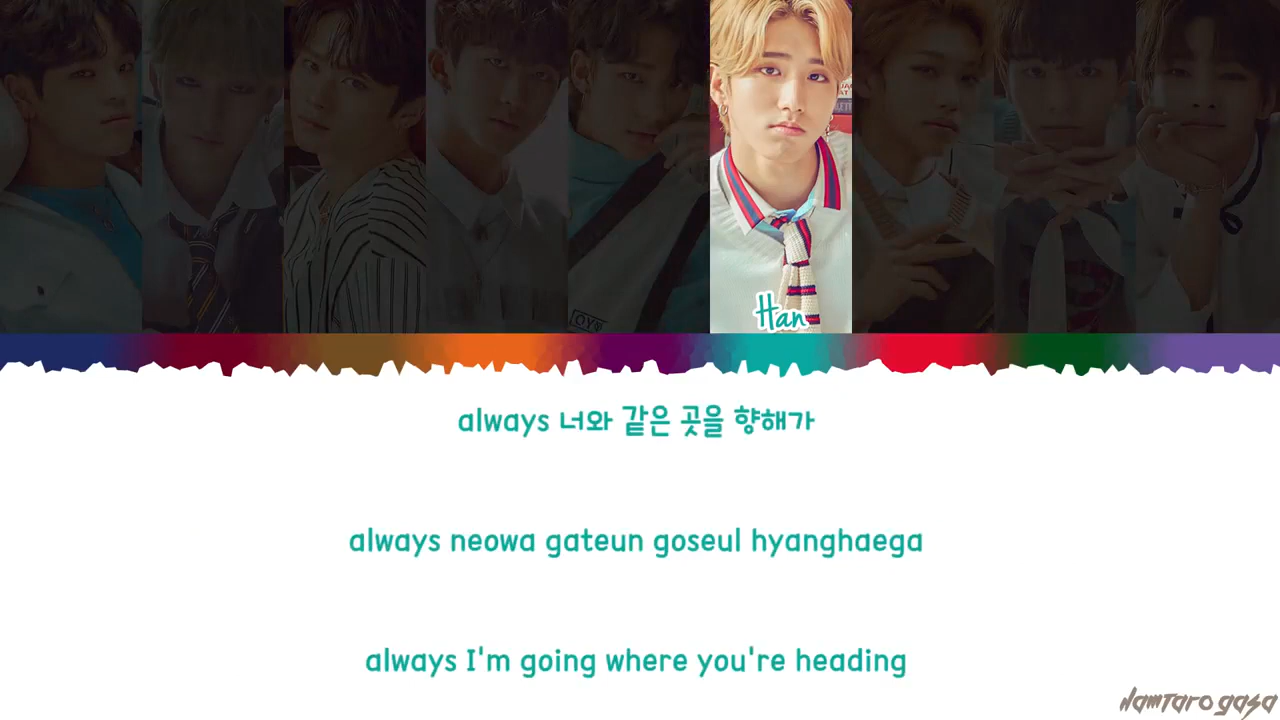 Han
always 너와 같은 곳을 향해가
always neowa gateun goseul hyanghaega
always I'm going where you're heading
Namtaro gasa